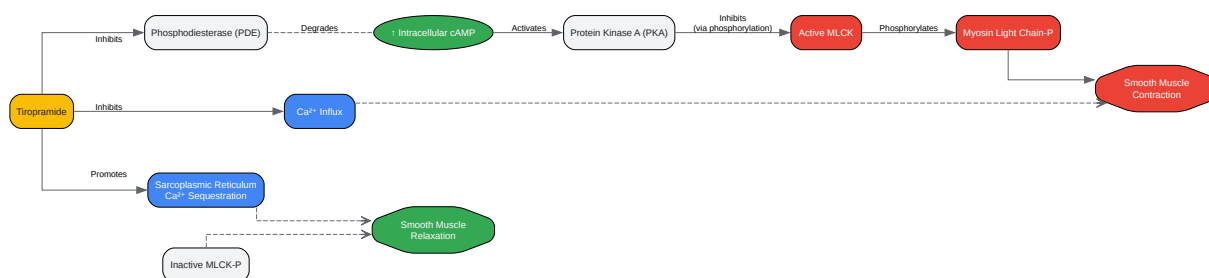 Inhibits
Phosphodiesterase (PDE)
Degrades
↑ Intracellular cAMP
Activates
Protein Kinase A (PKA)
Inhibits
(via phosphorylation)
Active MLCK
Phosphorylates
Myosin Light Chain-P
Smooth Muscle
Contraction
Tiropramide
Inhibits
Ca²⁺ Influx
Promotes
Sarcoplasmic Reticulum
Ca²⁺ Sequestration
Smooth Muscle
Relaxation
Inactive MLCK-P